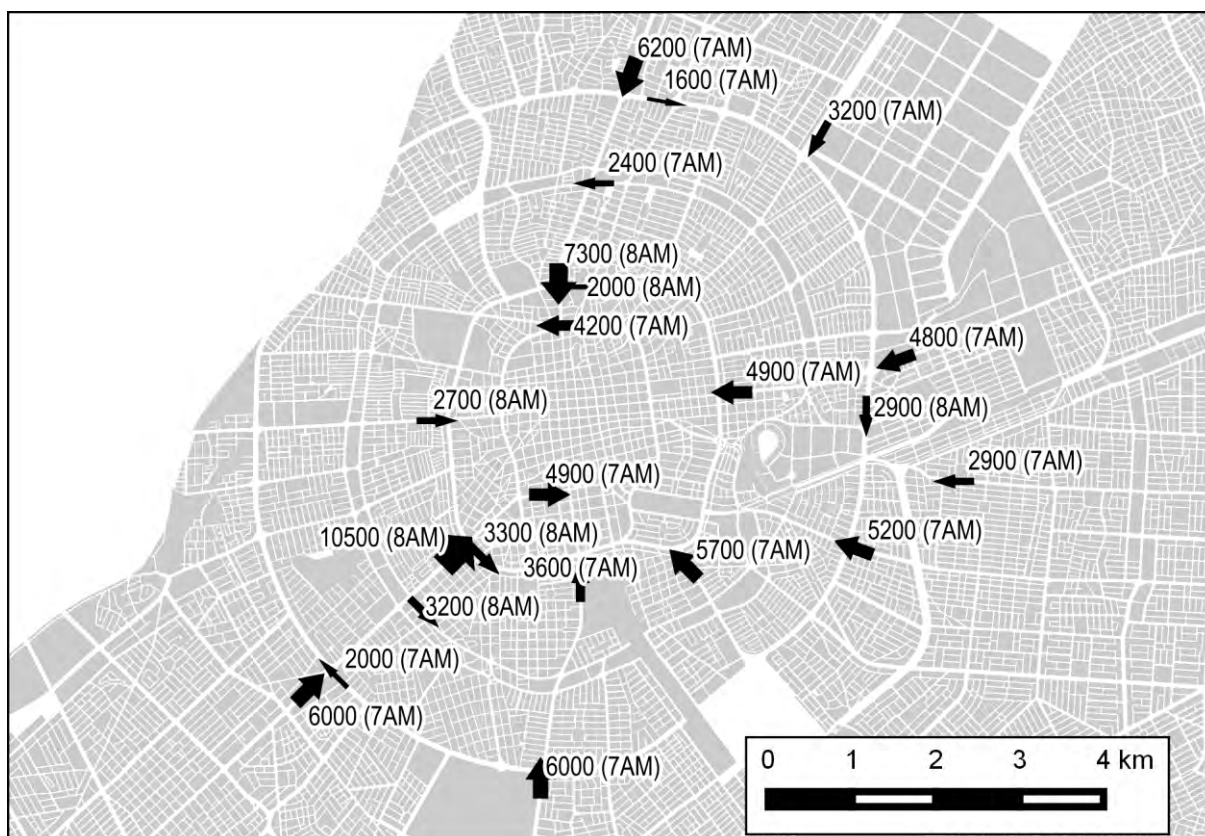 6200 (7AM)
1600 (7AM)
3200 (7AM)
2400 (7AM)
7300 (8AM)
2000 (8AM)
4200 (7AM)
4800 (7AM)
4900 (7AM)
2700 (8AM)
2900 (8AM)
2900 (7AM)
4900 (7AM)
10500 (8AM)
3300 (8AM)
5200 (7AM)
5700 (7AM)
3600 (7AM)
3200 (8AM)
2000 (7AM)
6000 (7AM)
6000 (7AM)
0 1 2 3 4 km